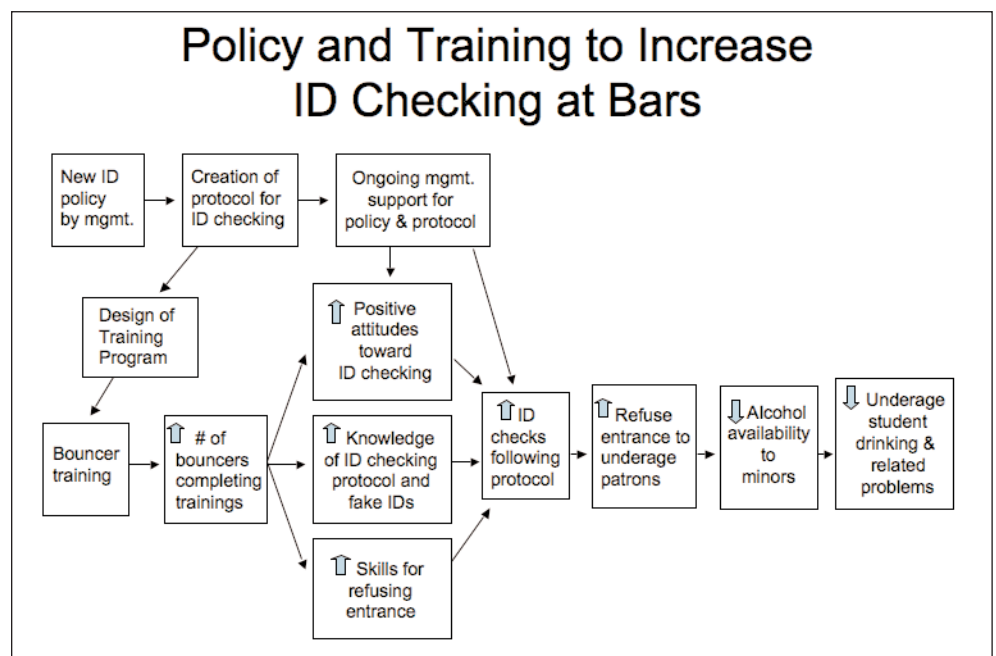 Policy and Training to Increase
ID Checking at Bars
New ID
policy
by mgmt.
Creation of
protocol for
ID checking
Ongoing mgmt.
support for
policy & protocol
Design of
Training
Program
Positive
attitudes
toward
ID checking
Bouncer
training
# of
bouncers
completing
trainings
Knowledge
of ID checking
protocol and
fake IDs
Skills for
refusing
entrance
ID
checks
following
protocol
Refuse
entrance to
underage
patrons
Alcohol
availability
to
minors
Underage
student
drinking &
related
problems